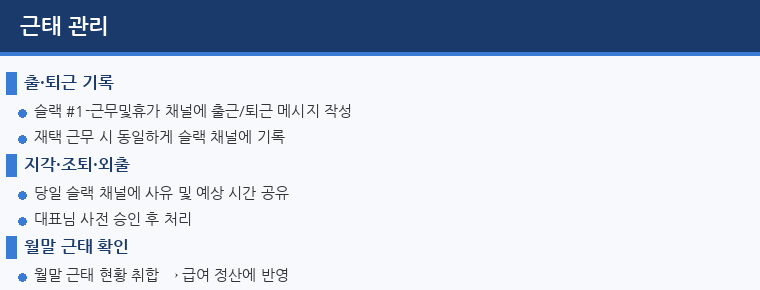 근태 관리
출·퇴근 기록
슬랙 #1-근무및휴가 채널에 출근/퇴근 메시지 작성
재택 근무 시 동일하게 슬랙 채널에 기록
지각·조퇴·외출
당일 슬랙 채널에 사유 및 예상 시간 공유
대표님 사전 승인 후 처리
월말 근태 확인
월말 근태 현황 취합 → 급여 정산에 반영